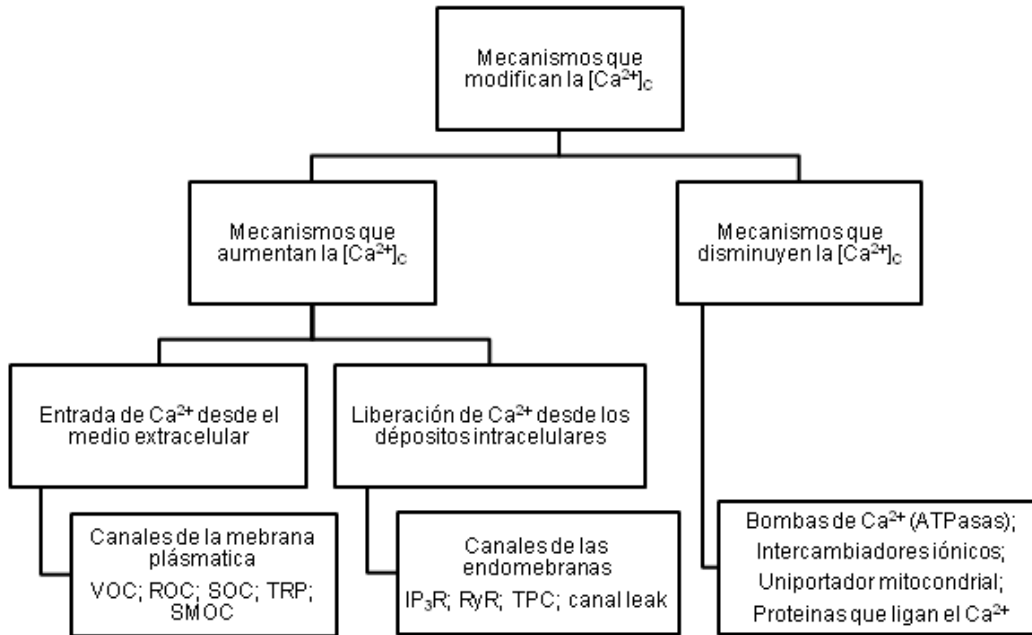 Mecanismos que
modifican la [Ca²⁺]c
Mecanismos que
aumentan la [Ca²⁺]c
Mecanismos que
disminuyen la [Ca²⁺]c
Entrada de Ca²⁺ desde el
medio extracelular
Liberación de Ca²⁺ desde los
dépositos intracelulares
Canales de la mebrana
plásmatica
VOC; ROC; SOC; TRP;
SMOC
Canales de las
endomebranas
IP₃R; RyR; TPC; canal leak
Bombas de Ca²⁺ (ATPasas);
Intercambiadores iónicos;
Uniportador mitocondrial;
Proteinas que ligan el Ca²⁺